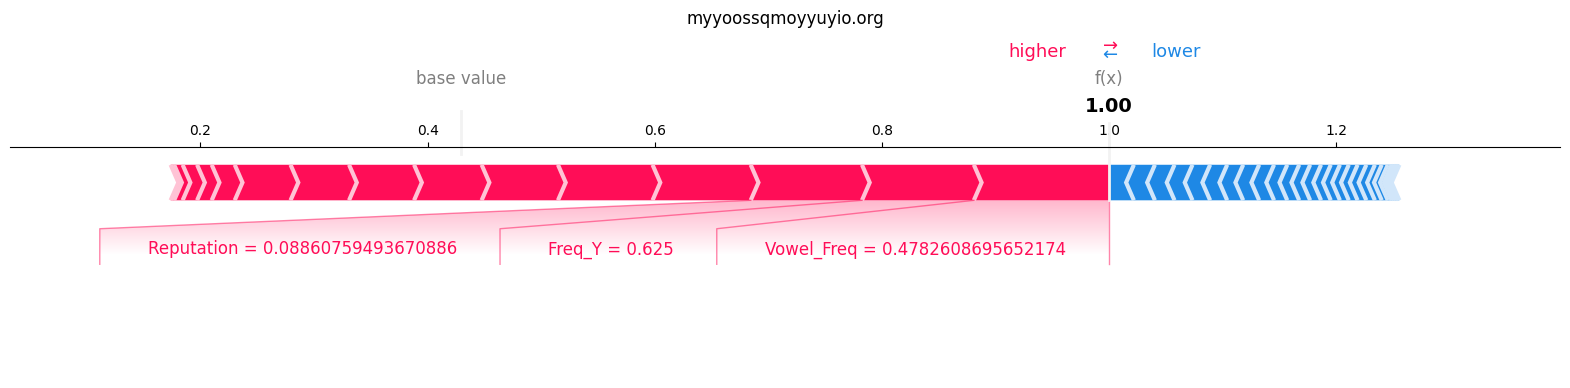 myyoossqmoyyuyio.org
higher → ← lower
base value f(x)
1.00
0.2 0.4 0.6 0.8 1 0 1.2
Reputation = 0.08860759493670886 Freq_Y = 0.625 Vowel_Freq = 0.4782608695652174